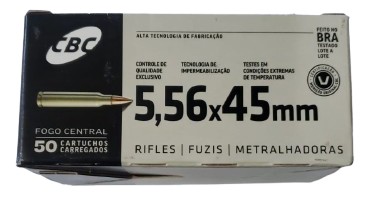 CBC
ALTA TECNOLOGIA DE FABRICAÇÃO
FEITO NO
BRA
TESTADO
LOTE A
LOTE
CONTROLE DE
QUALIDADE
EXCLUSIVO
TECNOLOGIA DE
IMPERMEABILIZAÇÃO
TESTES EM
CONDIÇÕES EXTREMAS
DE TEMPERATURA
5,56x45mm
FOGO CENTRAL
50 CARTUCHOS
CARREGADOS
RIFLES | FUZIS | METRALHADORAS